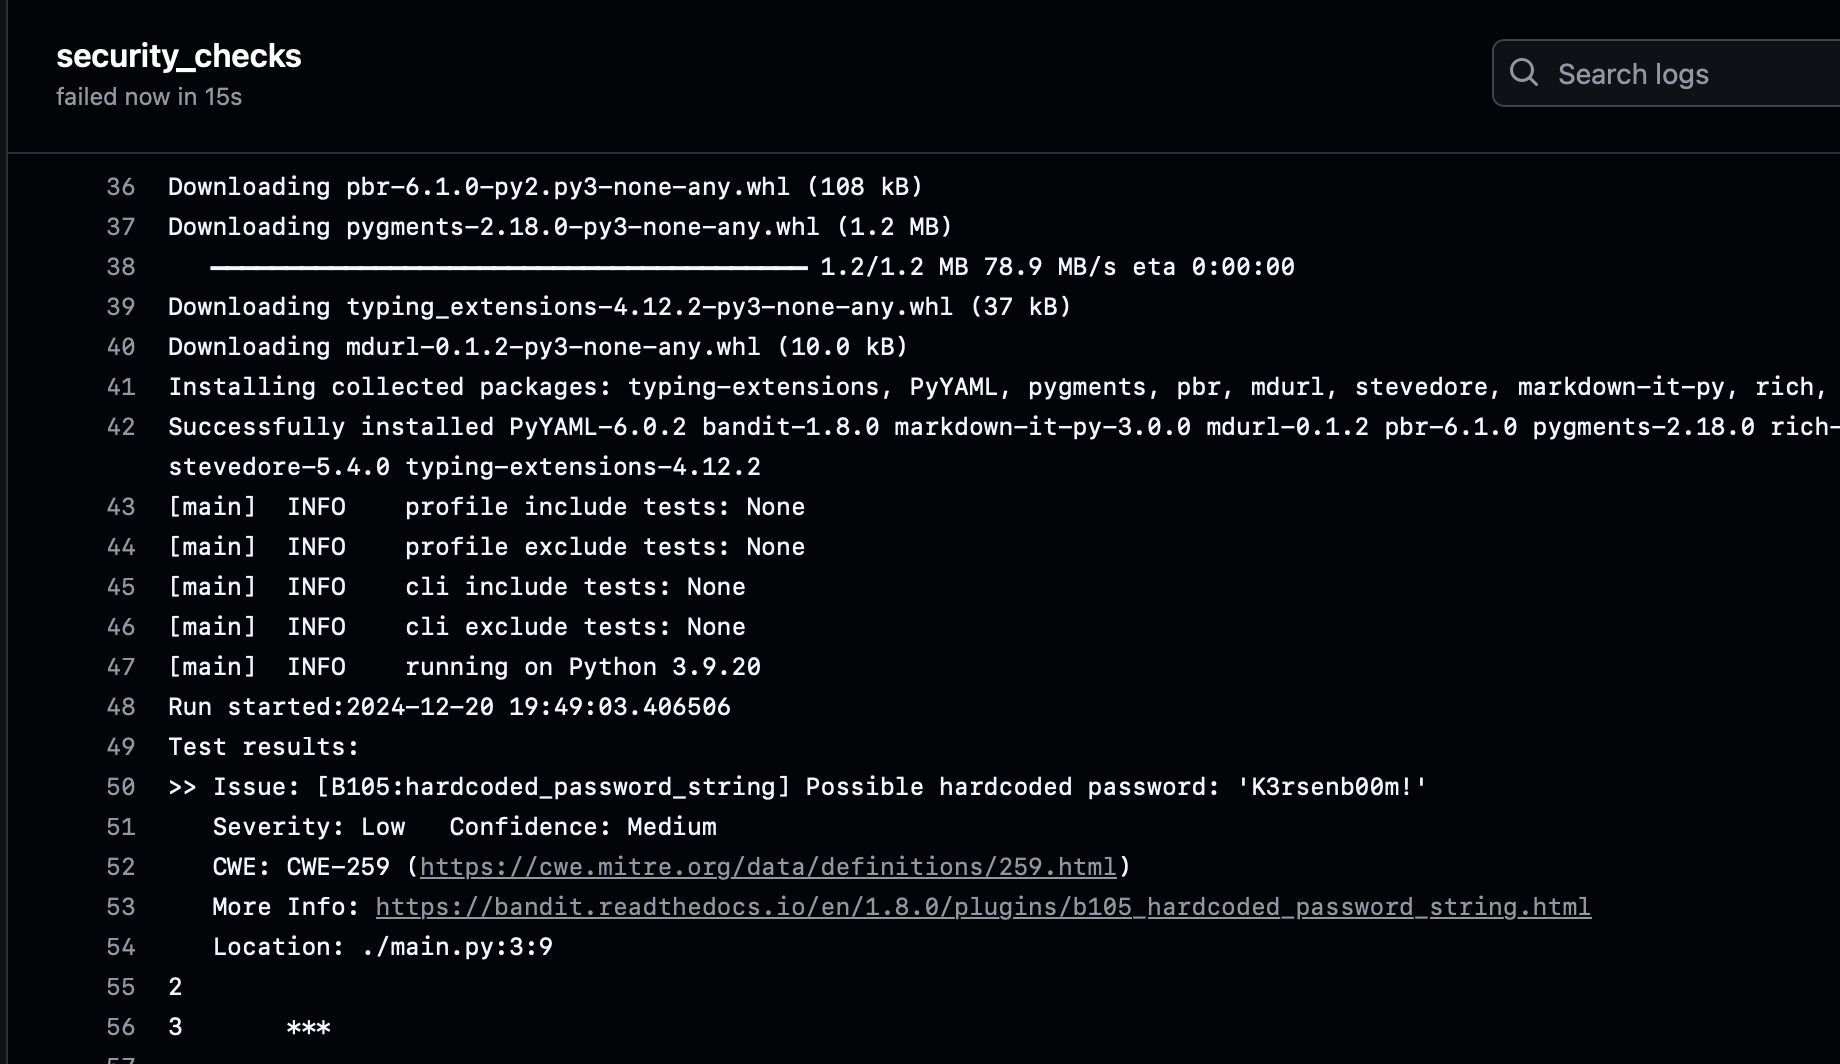 security_checks
failed now in 15s
Search logs
36 Downloading pbr-6.1.0-py2.py3-none-any.whl (108 kB)
37 Downloading pygments-2.18.0-py3-none-any.whl (1.2 MB)
38 ━━━━━━━━━━━━━━━━━━━━━━━━━━━━━━━━━━━━━━━━ 1.2/1.2 MB 78.9 MB/s eta 0:00:00
39 Downloading typing_extensions-4.12.2-py3-none-any.whl (37 kB)
40 Downloading mdurl-0.1.2-py3-none-any.whl (10.0 kB)
41 Installing collected packages: typing-extensions, PyYAML, pygments, pbr, mdurl, stevedore, markdown-it-py, rich,
42 Successfully installed PyYAML-6.0.2 bandit-1.8.0 markdown-it-py-3.0.0 mdurl-0.1.2 pbr-6.1.0 pygments-2.18.0 rich-
stevedore-5.4.0 typing-extensions-4.12.2
43 [main]  INFO    profile include tests: None
44 [main]  INFO    profile exclude tests: None
45 [main]  INFO    cli include tests: None
46 [main]  INFO    cli exclude tests: None
47 [main]  INFO    running on Python 3.9.20
48 Run started:2024-12-20 19:49:03.406506
49 Test results:
50 >> Issue: [B105:hardcoded_password_string] Possible hardcoded password: 'K3rsenb00m!'
51    Severity: Low   Confidence: Medium
52    CWE: CWE-259 (https://cwe.mitre.org/data/definitions/259.html)
53    More Info: https://bandit.readthedocs.io/en/1.8.0/plugins/b105_hardcoded_password_string.html
54    Location: ./main.py:3:9
55 2
56 3       ***